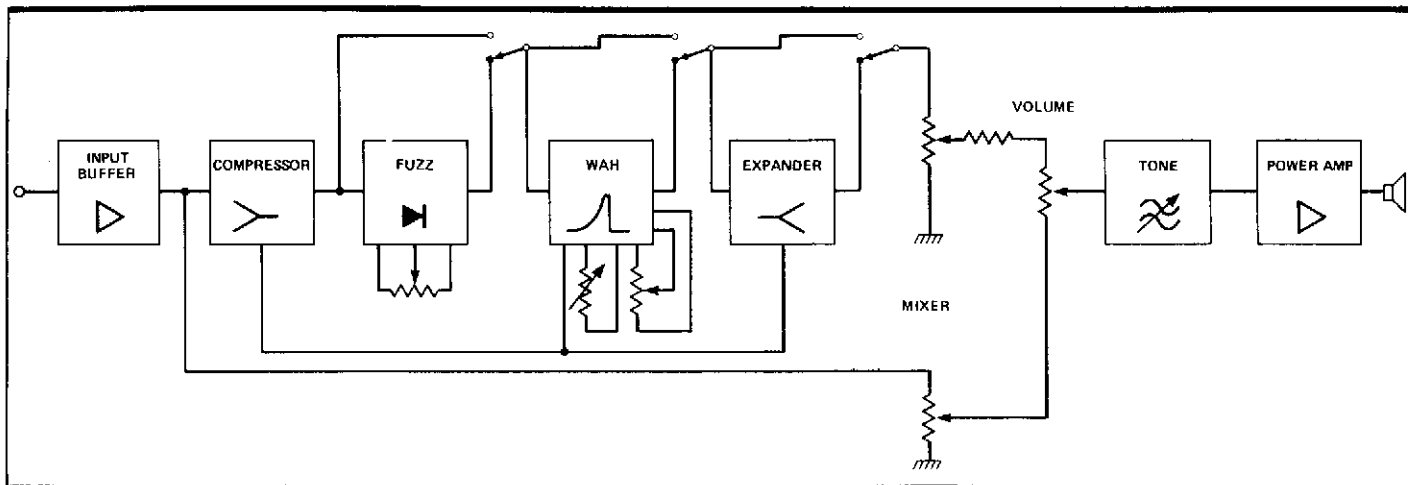 INPUT
BUFFER
COMPRESSOR
FUZZ
WAH
EXPANDER
VOLUME
MIXER
TONE
POWER AMP